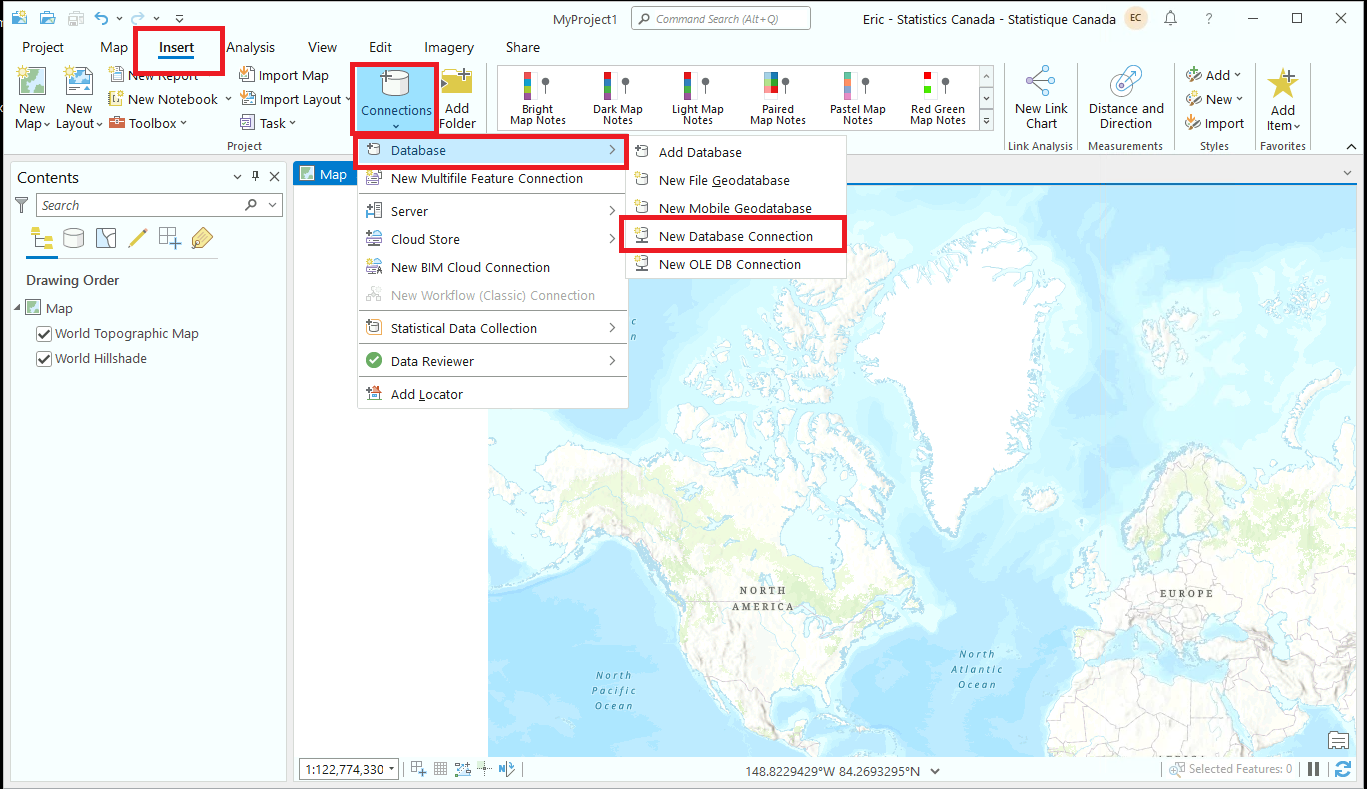 MyProject1
Command Search (Alt+Q)
Eric - Statistics Canada - Statistique Canada
EC
?
Project
Map
Insert
Analysis
View
Edit
Imagery
Share
New Map
New Layout
New Report
New Notebook
Toolbox
Import Map
Import Layout
Task
Project
Connections
Add Folder
Bright Map Notes
Dark Map Notes
Light Map Notes
Paired Map Notes
Pastel Map Notes
Red Green Map Notes
New Link Chart
Link Analysis
Distance and Direction
Measurements
Add
New
Import
Styles
Add Item
Favorites
Contents
Search
Drawing Order
Map
World Topographic Map
World Hillshade
Map
Database
New Multifile Feature Connection
Server
Cloud Store
New BIM Cloud Connection
New Workflow (Classic) Connection
Statistical Data Collection
Data Reviewer
Add Locator
Add Database
New File Geodatabase
New Mobile Geodatabase
New Database Connection
New OLE DB Connection
NORTH
AMERICA
EUROPE
North
Atlantic
Ocean
North
Pacific
Ocean
1:122,774,330
148.8229429°W 84.2693295°N
Selected Features: 0